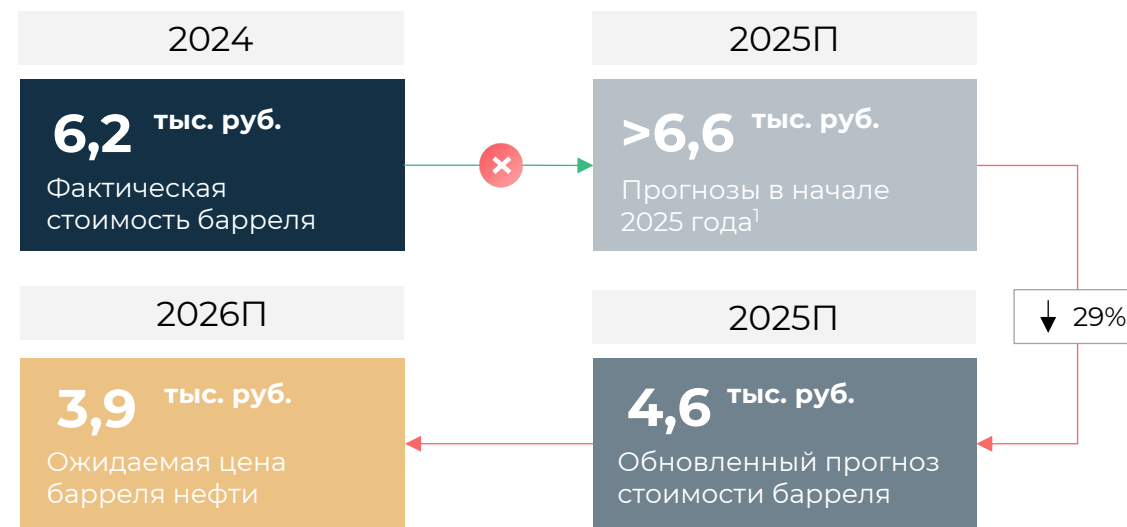 2024
6,2 тыс. руб.
Фактическая
стоимость барреля
2025П
>6,6 тыс. руб.
Прогнозы в начале
2025 года¹
29%
2025П
4,6 тыс. руб.
Обновленный прогноз
стоимости барреля
2026П
3,9 тыс. руб.
Ожидаемая цена
барреля нефти